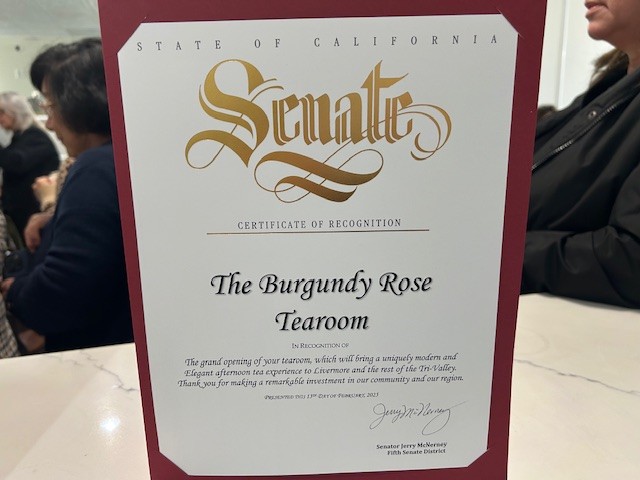 STATE OF CALIFORNIA
Senate
CERTIFICATE OF RECOGNITION
The Burgundy Rose
Tearoom
IN RECOGNITION OF
The grand opening of your tearoom, which will bring a uniquely modern and
Elegant afternoon tea experience to Livermore and the rest of the Tri-Valley.
Thank you for making a remarkable investment in our community and our region.
PRESENTED THIS 13TH DAY OF FEBRUARY, 2025
Jerry McNerney
Senator Jerry McNerney
Fifth Senate District